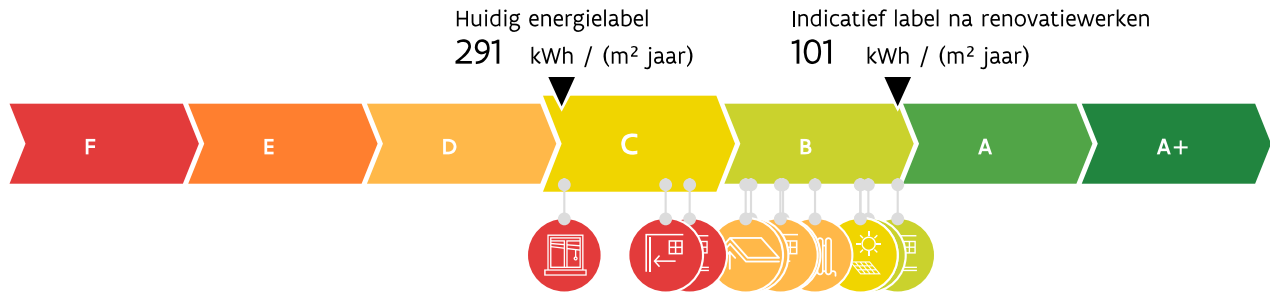 Huidig energielabel
291 kWh / (m² jaar)
Indicatief label na renovatiewerken
101 kWh / (m² jaar)
F E D C B A A+